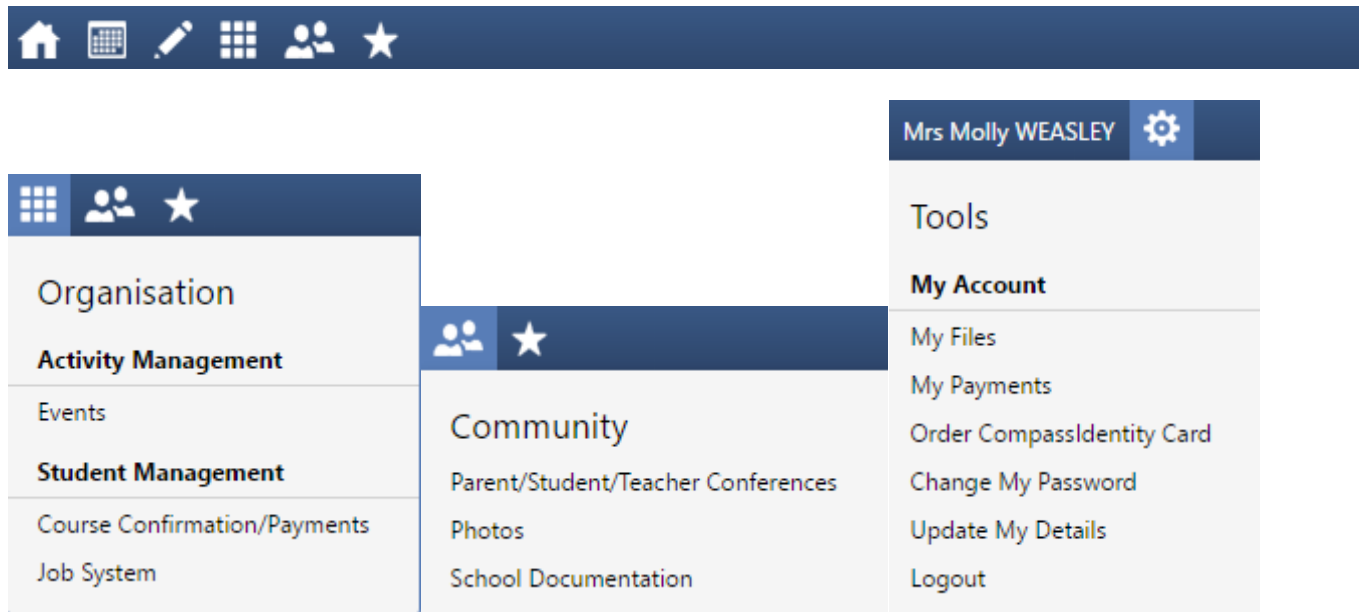 Organisation
Activity Management
Events
Student Management
Course Confirmation/Payments
Job System
Community
Parent/Student/Teacher Conferences
Photos
School Documentation
Mrs Molly WEASLEY
Tools
My Account
My Files
My Payments
Order CompassIdentity Card
Change My Password
Update My Details
Logout